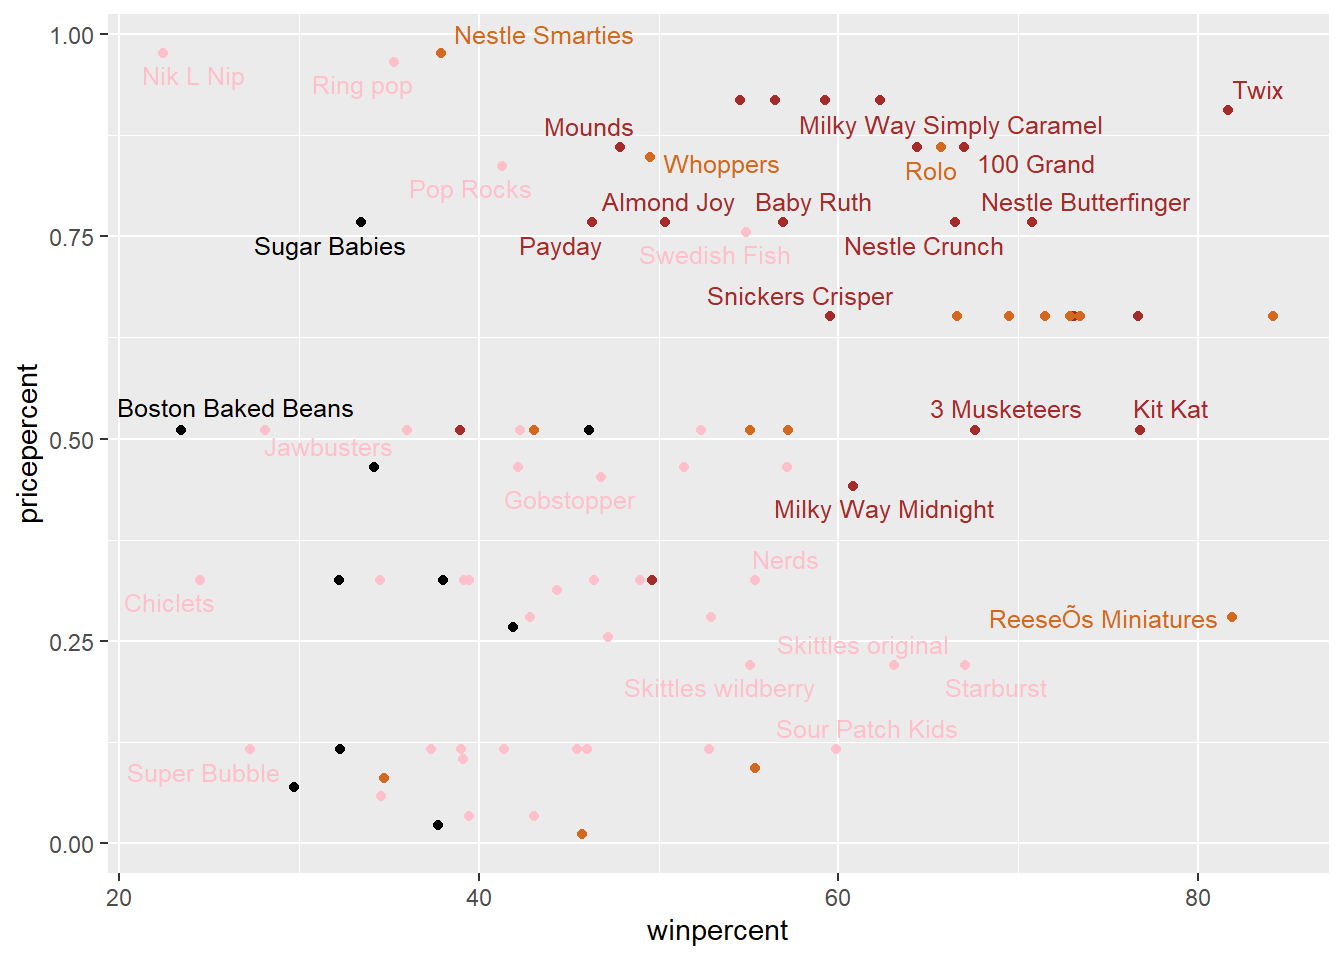 1.00
Nestle Smarties
Nik L Nip
Ring pop
Twix
Mounds
Milky Way Simply Caramel
Whoppers
Rolo
100 Grand
Pop Rocks
Almond Joy
Baby Ruth
Nestle Butterfinger
0.75
Sugar Babies
Payday
Swedish Fish
Nestle Crunch
Snickers Crisper
pricepercent
Boston Baked Beans
3 Musketeers
Kit Kat
0.50
Jawbusters
Gobstopper
Milky Way Midnight
Nerds
Chiclets
ReeseÕs Miniatures
0.25
Skittles original
Skittles wildberry
Starburst
Sour Patch Kids
Super Bubble
0.00
20
40
60
80
winpercent